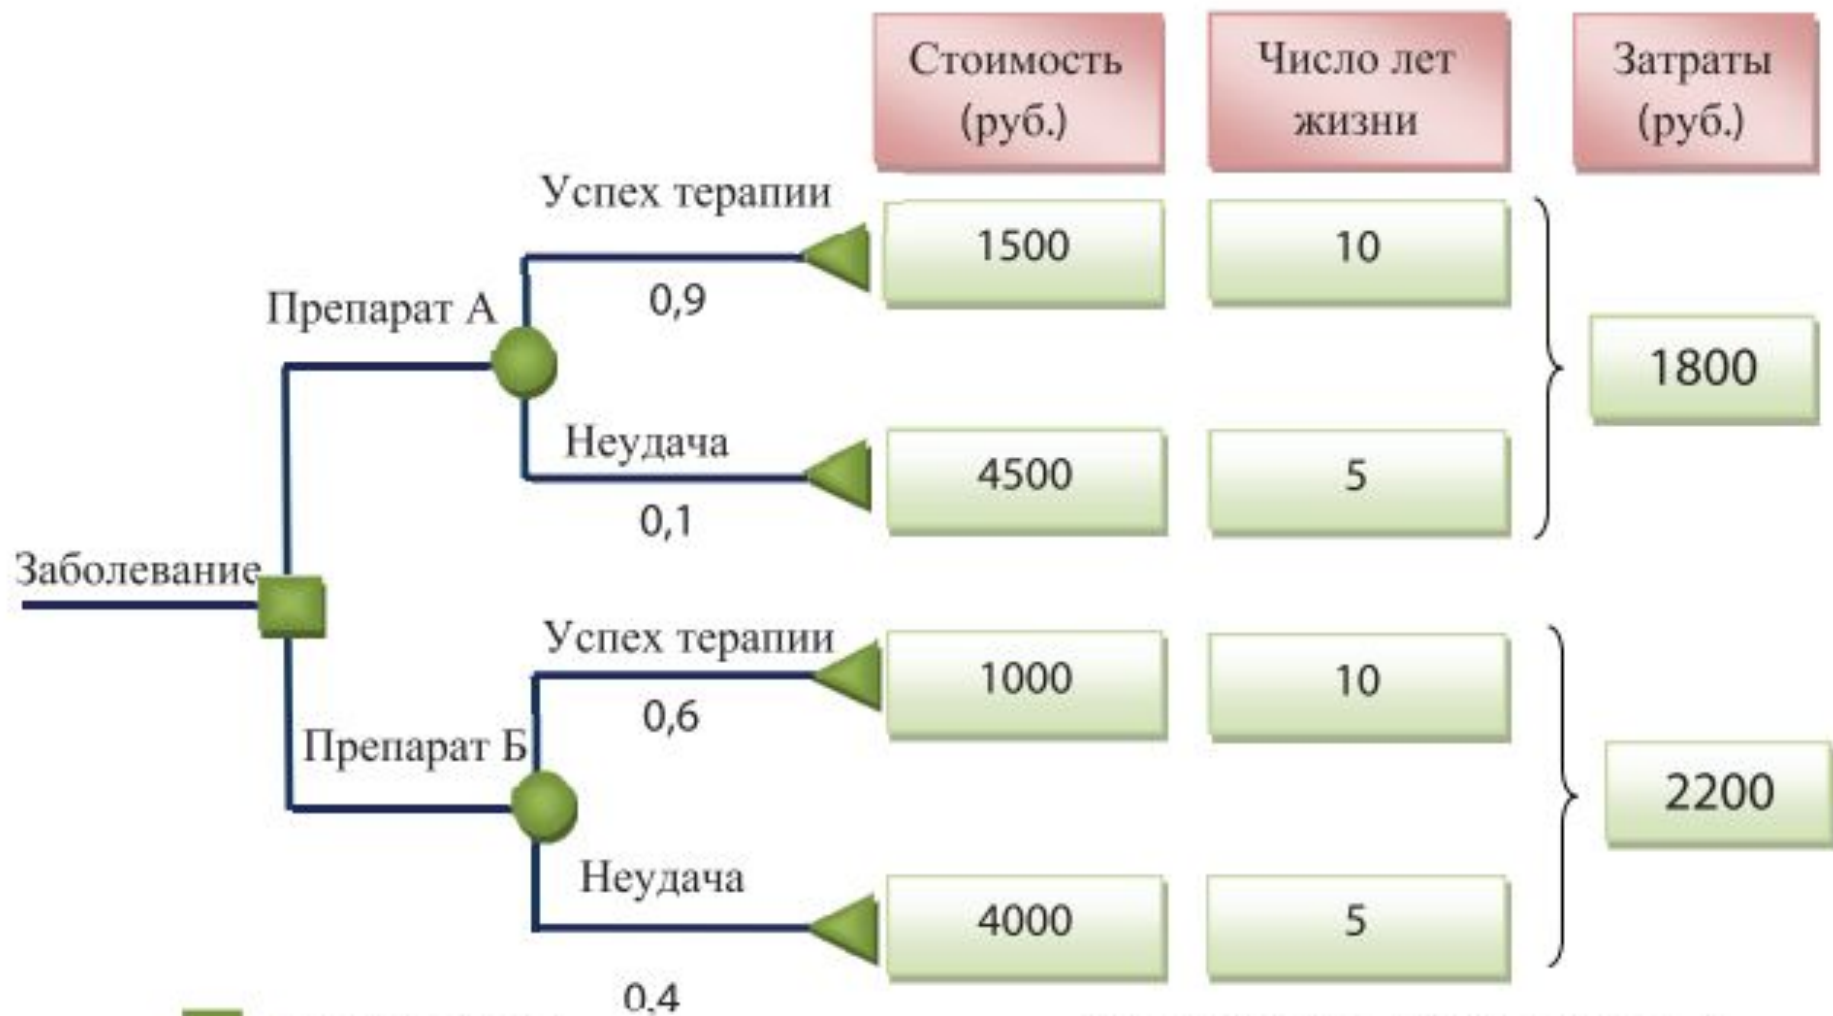 Стоимость
(руб.)
Число лет
жизни
Затраты
(руб.)
Успех терапии
1500
10
0,9
Препарат А
1800
Неудача
4500
5
0,1
Заболевание
Успех терапии
1000
10
0,6
Препарат Б
2200
Неудача
4000
5
0,4